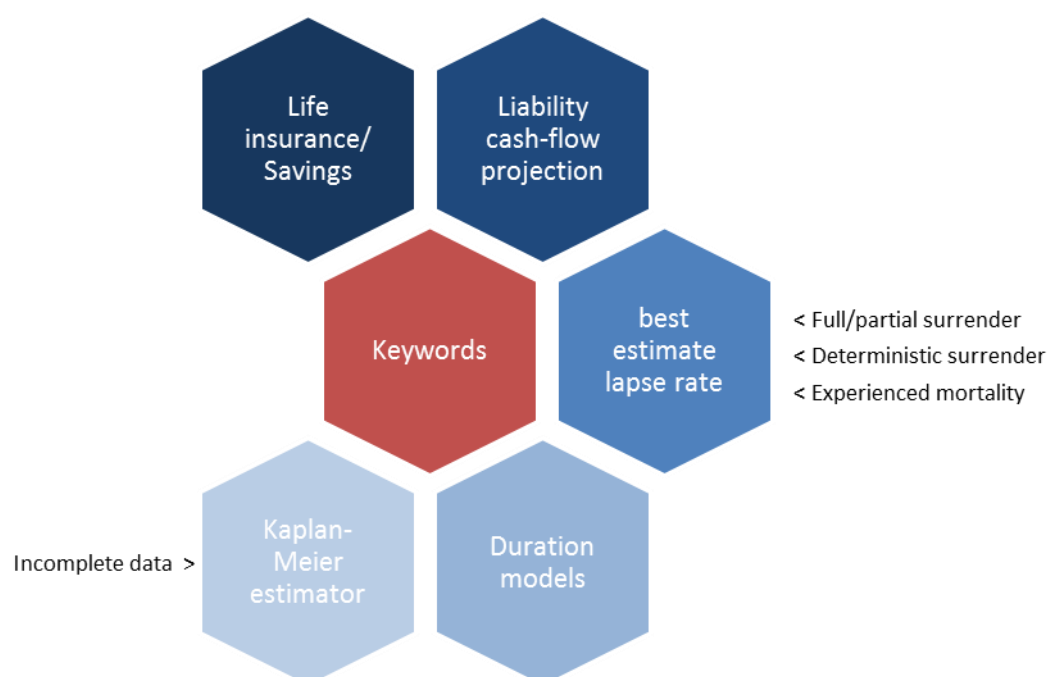 Life
insurance/
Savings
Liability
cash-flow
projection
Keywords
best
estimate
lapse rate
< Full/partial surrender
< Deterministic surrender
< Experienced mortality
Incomplete data >
Kaplan-
Meier
estimator
Duration
models